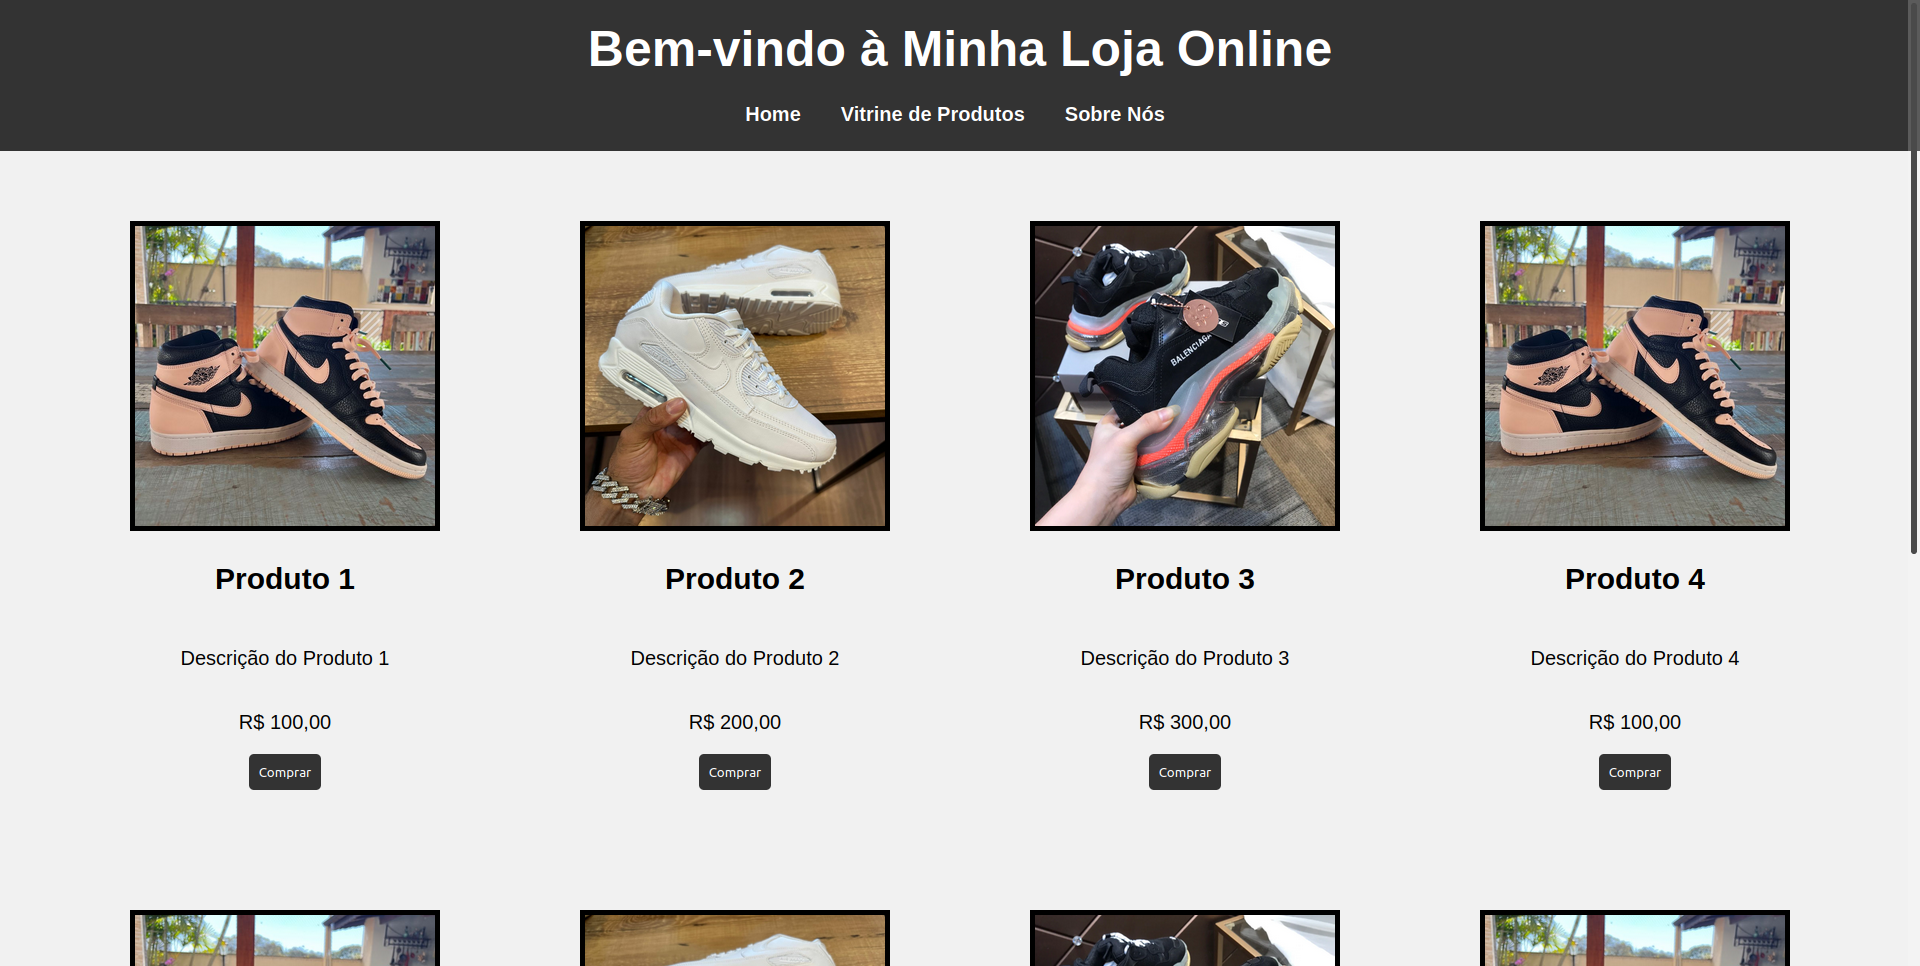 Bem-vindo à Minha Loja Online
Home Vitrine de Produtos Sobre Nós
BALENCIAGA
Produto 1 Produto 2 Produto 3 Produto 4
Descrição do Produto 1 Descrição do Produto 2 Descrição do Produto 3 Descrição do Produto 4
R$ 100,00 R$ 200,00 R$ 300,00 R$ 100,00
Comprar Comprar Comprar Comprar